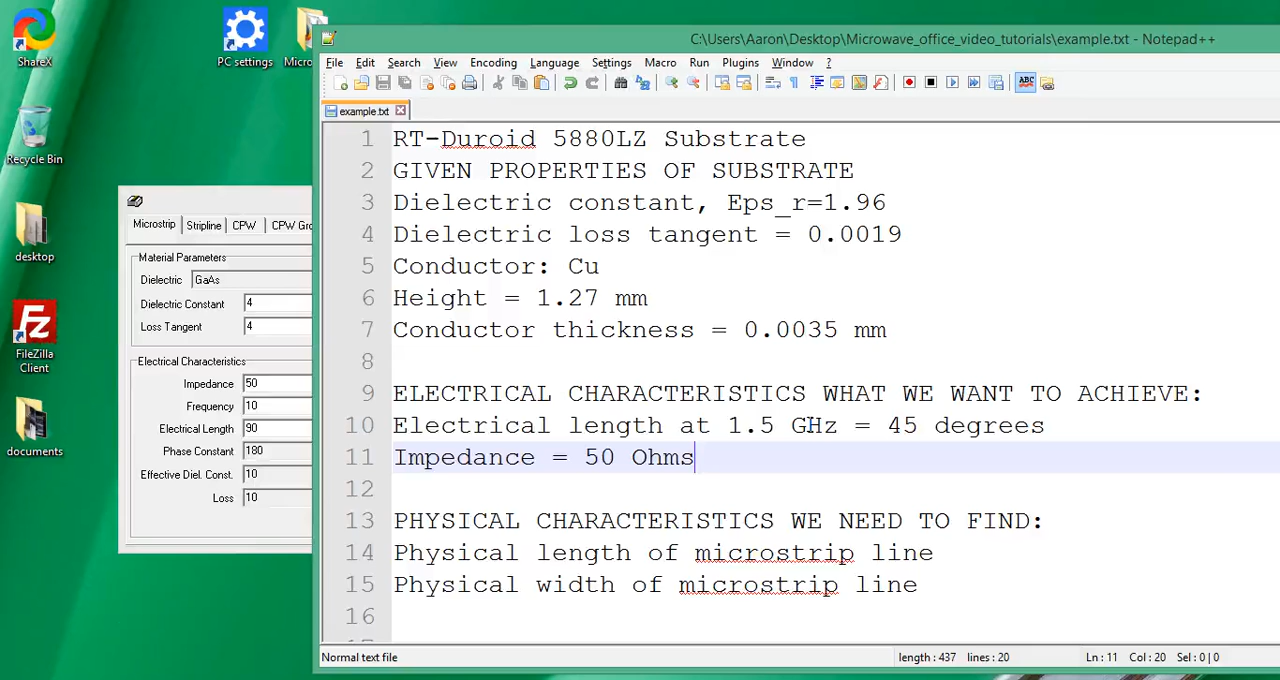 ShareX
PC settings
Micro
Recycle Bin
desktop
FileZilla
Client
documents
Microstrip
Stripline
CPW
CPW Gro
Material Parameters
Dielectric
GaAs
Dielectric Constant
4
Loss Tangent
4
Electrical Characteristics
Impedance
50
Frequency
10
Electrical Length
90
Phase Constant
180
Effective Diel. Const.
10
Loss
10
C:\Users\Aaron\Desktop\Microwave_office_video_tutorials\example.txt - Notepad++
File Edit Search View Encoding Language Settings Macro Run Plugins Window ?
ABC
example.txt
1 RT-Duroid 5880LZ Substrate
2 GIVEN PROPERTIES OF SUBSTRATE
3 Dielectric constant, Eps_r=1.96
4 Dielectric loss tangent = 0.0019
5 Conductor: Cu
6 Height = 1.27 mm
7 Conductor thickness = 0.0035 mm
8
9 ELECTRICAL CHARACTERISTICS WHAT WE WANT TO ACHIEVE:
10 Electrical length at 1.5 GHz = 45 degrees
11 Impedance = 50 Ohms
12
13 PHYSICAL CHARACTERISTICS WE NEED TO FIND:
14 Physical length of microstrip line
15 Physical width of microstrip line
16
Normal text file
length : 437 lines : 20
Ln : 11 Col : 20 Sel : 0 | 0